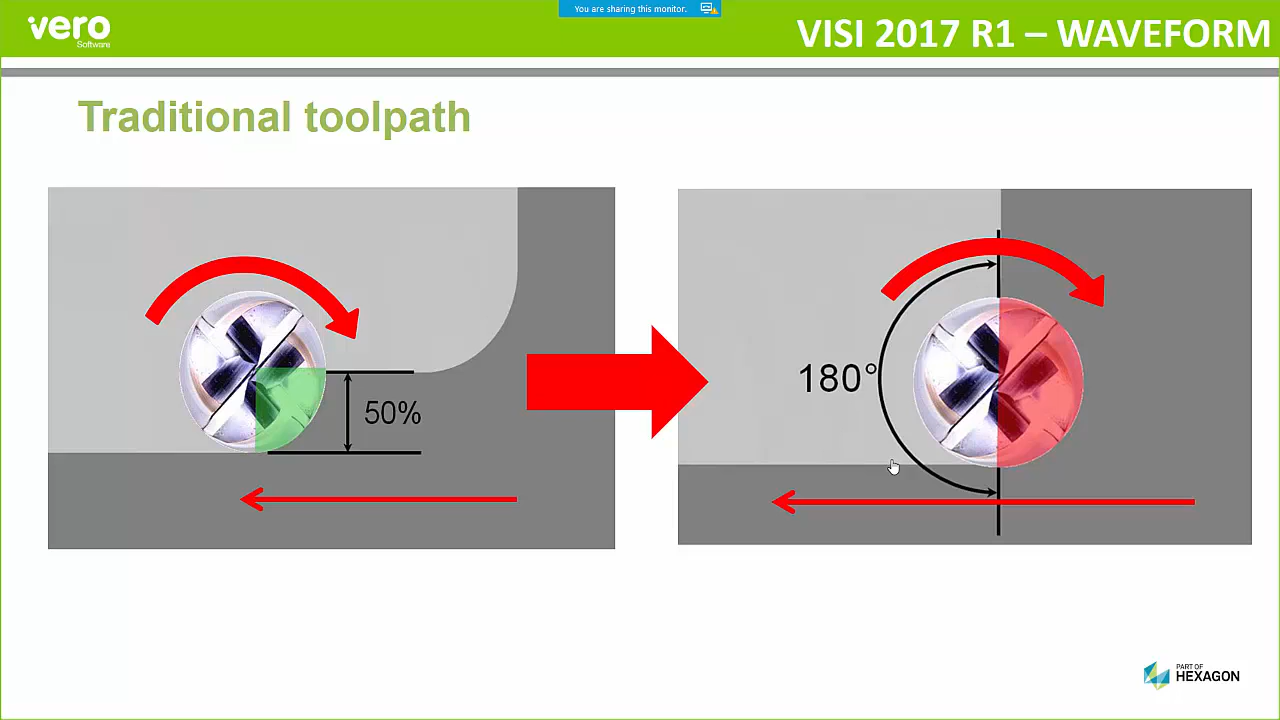 You are sharing this monitor.
vero
Software
VISI 2017 R1 – WAVEFORM
Traditional toolpath
50%
180°
PART OF
HEXAGON